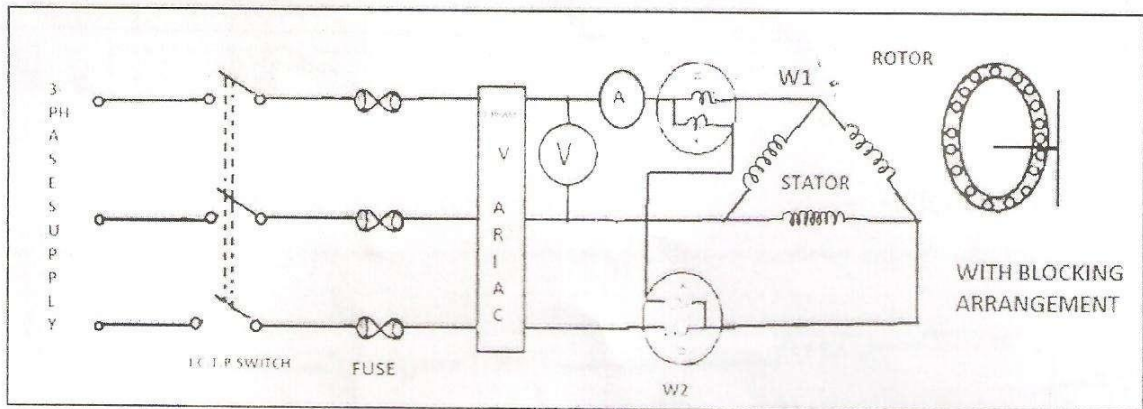 3-
PH
A
S
E
S
U
P
P
L
Y
I.C T.P SWITCH
FUSE
V
A
R
I
A
C
V
A
W1
STATOR
ROTOR
WITH BLOCKING
ARRANGEMENT
W2